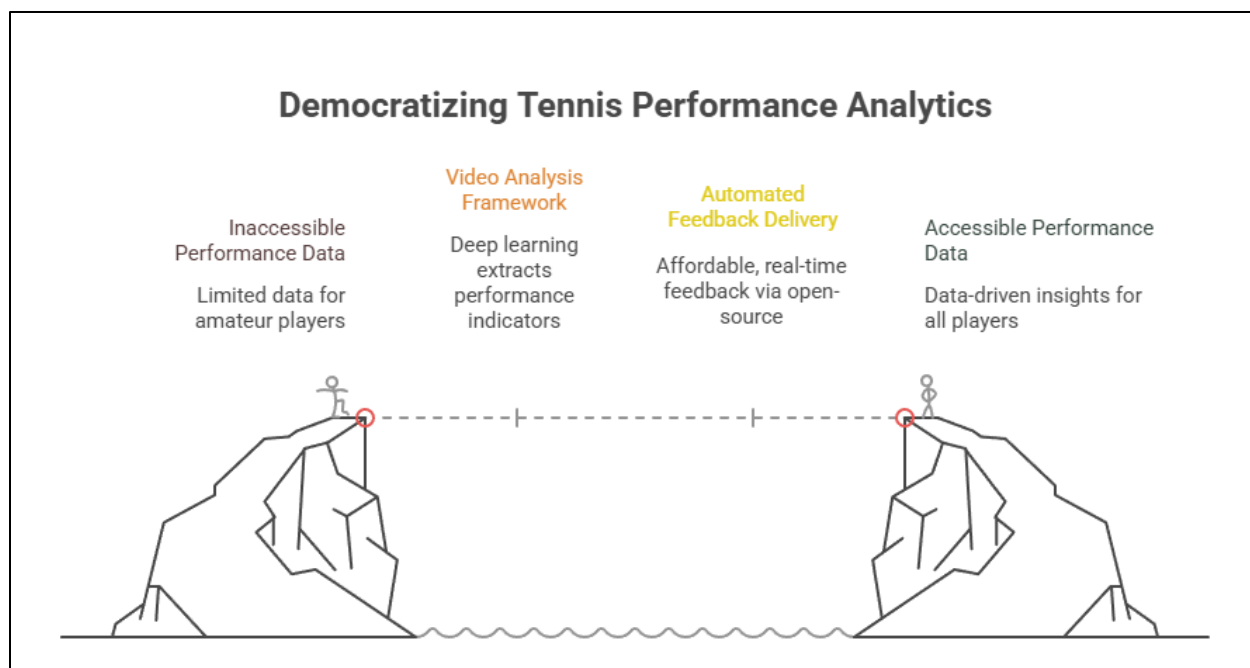 Democratizing Tennis Performance Analytics
Inaccessible
Performance Data
Limited data for
amateur players
Video Analysis
Framework
Deep learning
extracts
performance
indicators
Automated
Feedback Delivery
Affordable, real-time
feedback via open-
source
Accessible Performance
Data
Data-driven insights for
all players